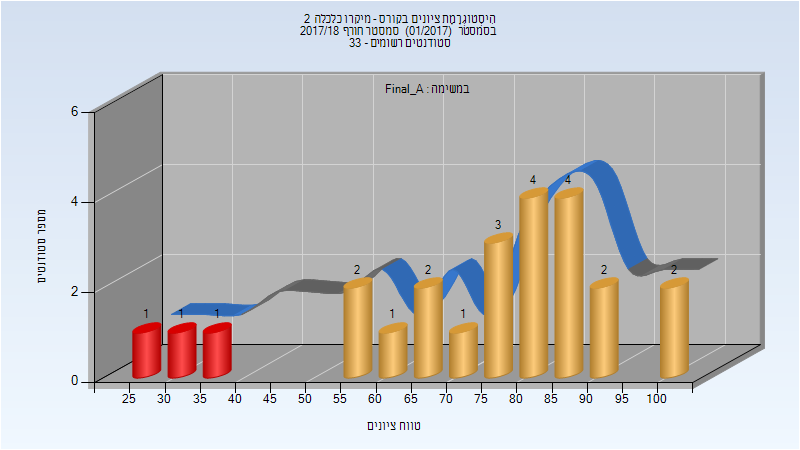 היסטוגרמת ציונים בקורס - מיקרו כלכלה 2
בסמסטר (01/2017) סמסטר חורף 2017/18
סטודנטים רשומים - 33
במשימה : Final_A
מספר סטודנטים
6
4
2
0
1 1 1 2 1 2 1 3 4 4 2 2
25 30 35 40 45 50 55 60 65 70 75 80 85 90 95 100
טווח ציונים